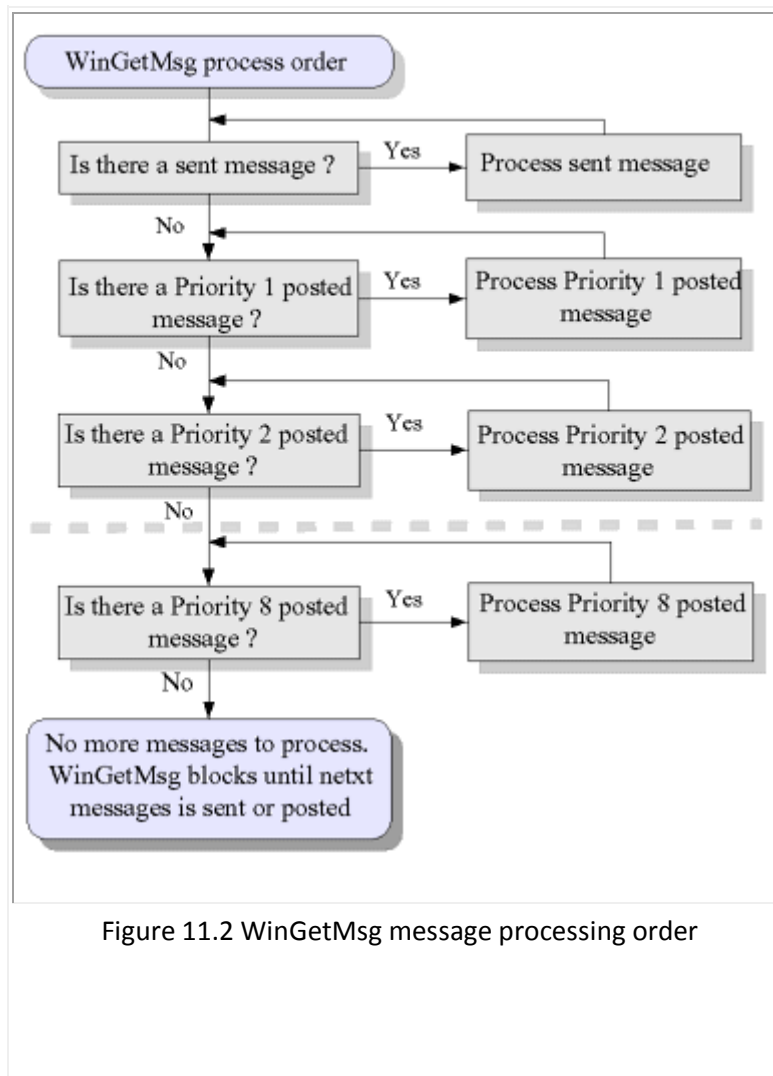 WinGetMsg process order
Is there a sent message ?
Yes
Process sent message
No
Is there a Priority 1 posted
message ?
Yes
Process Priority 1 posted
message
No
Is there a Priority 2 posted
message ?
Yes
Process Priority 2 posted
message
No
Is there a Priority 8 posted
message ?
Yes
Process Priority 8 posted
message
No
No more messages to process.
WinGetMsg blocks until netxt
messages is sent or posted
Figure 11.2 WinGetMsg message processing order